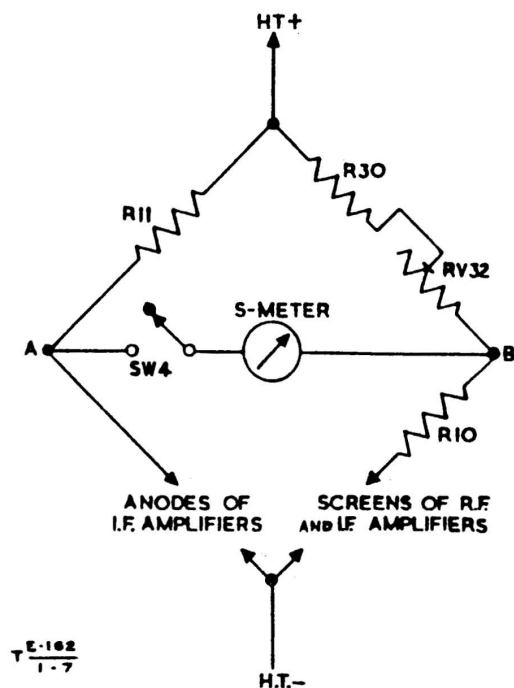 HT+
R30
R11
RV32
S-METER
A
B
SW4
R10
ANODES OF
I.F. AMPLIFIERS
SCREENS OF R.F.
AND I.F. AMPLIFIERS
T E-162
1-7
H.T.-